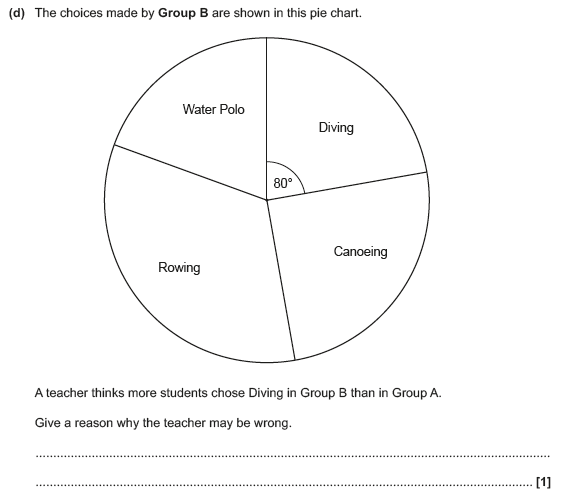 (d) The choices made by Group B are shown in this pie chart.
Water Polo
Diving
80°
Canoeing
Rowing
A teacher thinks more students chose Diving in Group B than in Group A.
Give a reason why the teacher may be wrong.
[1]